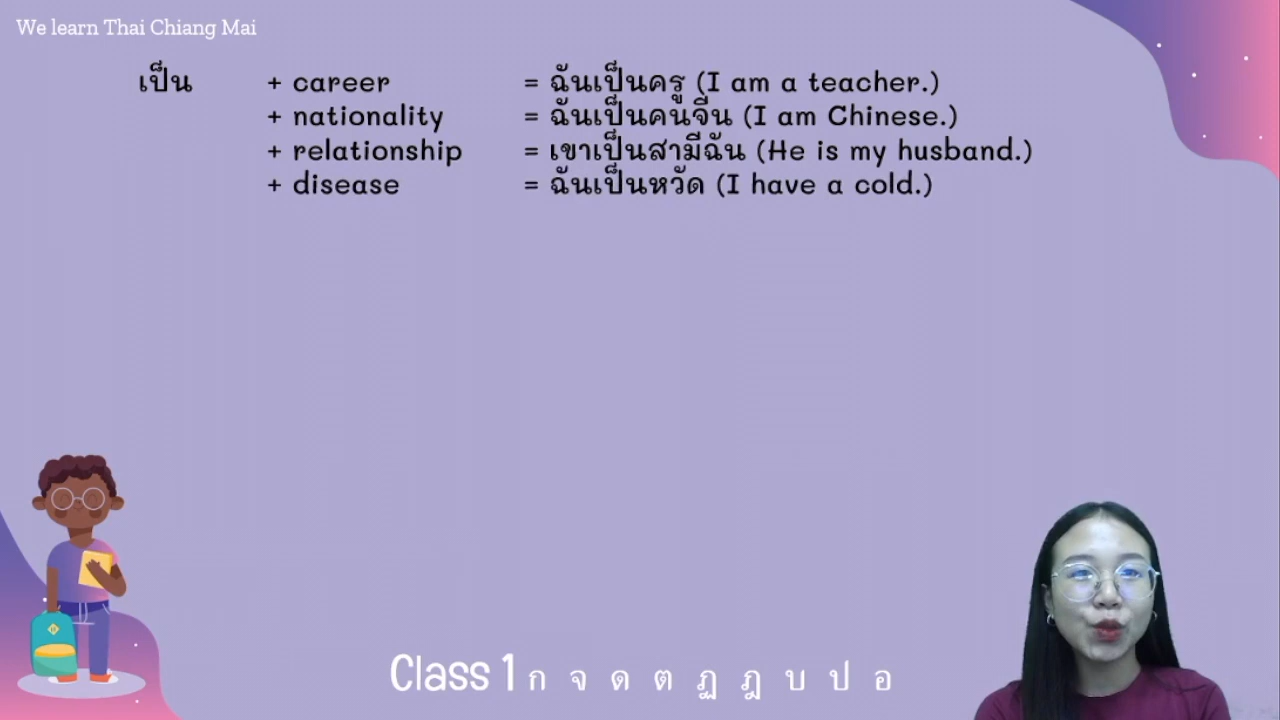 We learn Thai Chiang Mai
เป็น + career = ฉันเป็นครู (I am a teacher.)
+ nationality = ฉันเป็นคนจีน (I am Chinese.)
+ relationship = เขาเป็นสามีฉัน (He is my husband.)
+ disease = ฉันเป็นหวัด (I have a cold.)
Class 1 ก จ ด ต ฏ ฎ บ ป อ